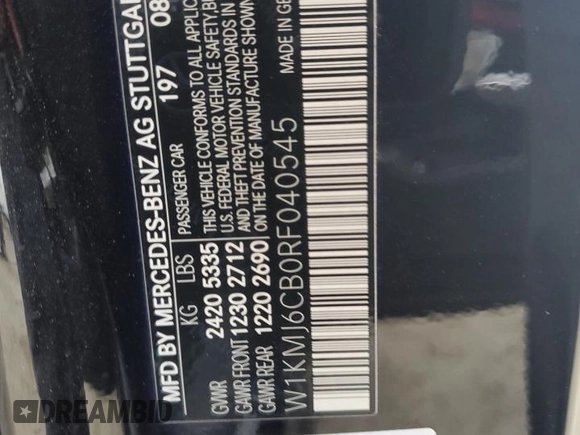 MFD BY MERCEDES-BENZ AG STUTTGA
197 08
KG LBS PASSENGER CAR
GVWR 2420 5335 THIS VEHICLE CONFORMS TO ALL APPLIC
GAWR FRONT 1230 2712 U.S. FEDERAL MOTOR VEHICLE SAFETY, B
GAWR REAR 1220 2690 AND THEFT PREVENTION STANDARDS IN
ON THE DATE OF MANUFACTURE SHOWN
MADE IN GE
W1KMJ6CB0RF040545
DREAMBID